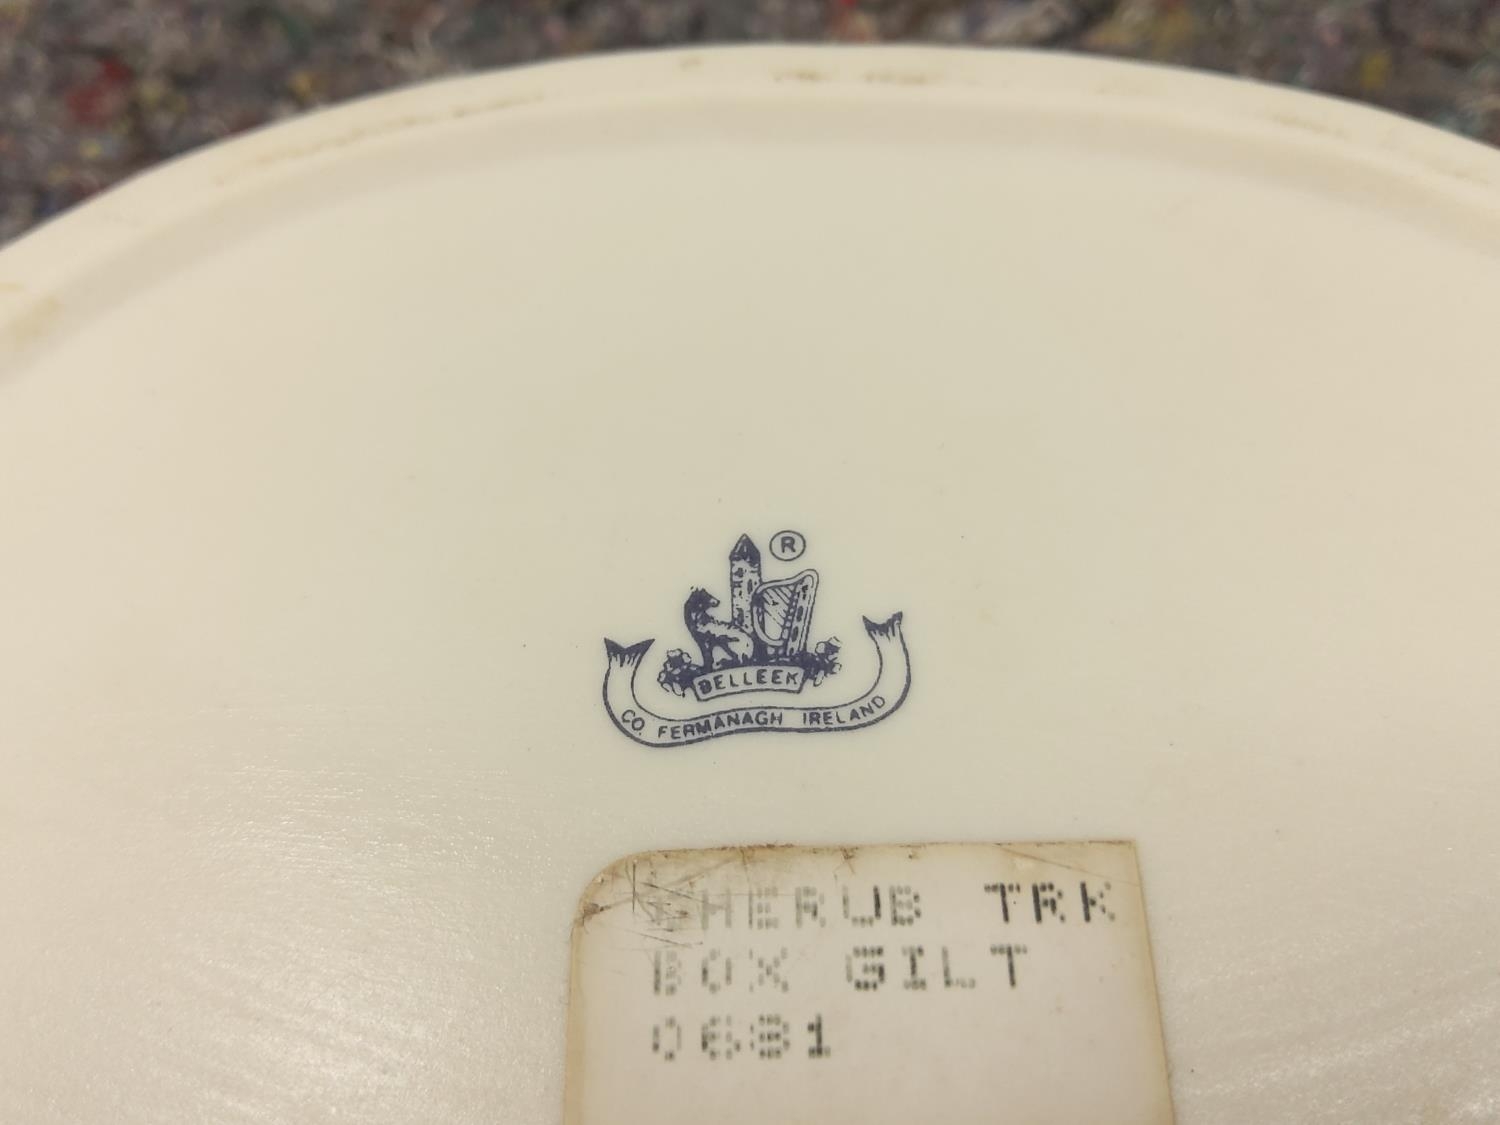 ®
BELLEEK
CO. FERMANAGH IRELAND
CHERUB TRK
BOX GILT
0681